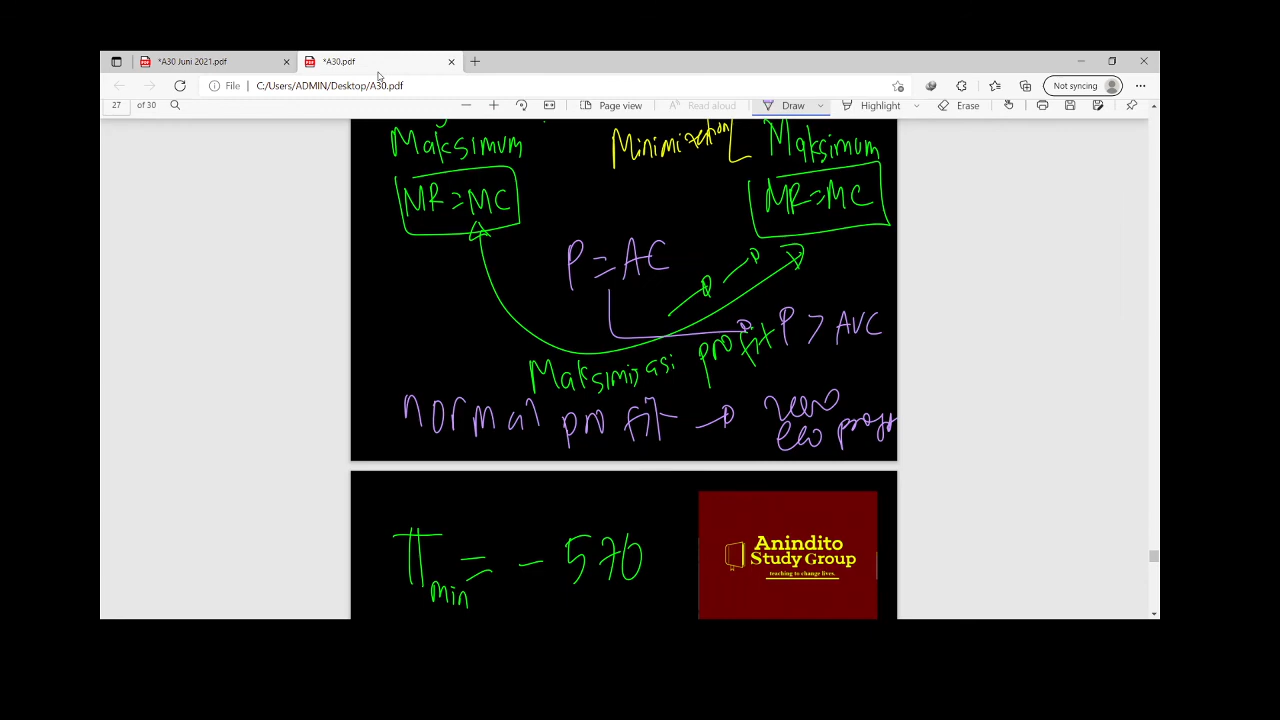 *A30 Juni 2021.pdf
*A30.pdf
File
C:/Users/ADMIN/Desktop/A30.pdf
Not syncing
27 of 30
Page view
Read aloud
Draw
Highlight
Erase
Maksimum
Minimization
Maksimum
MR = MC
MR = MC
P = AC
P > AVC
Maksimisasi profit
normal profit → zero
eco
π min = - 570
Anindito
Study Group
teaching to change lives.